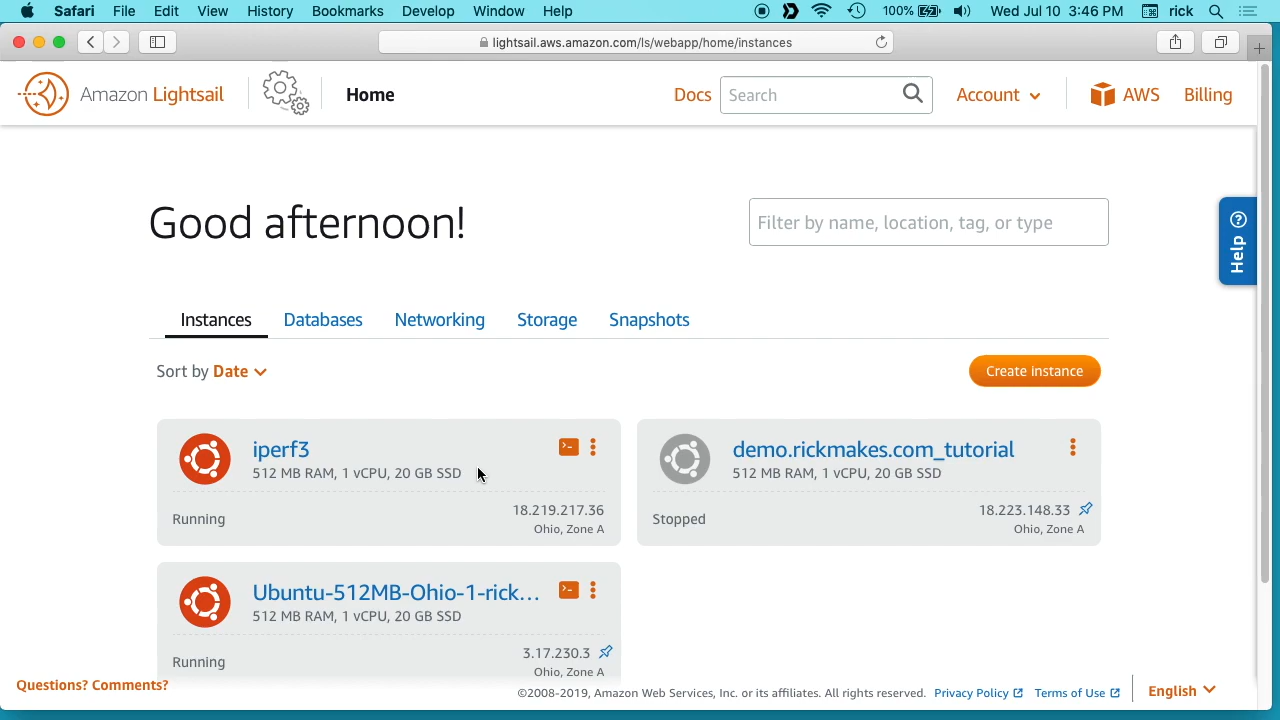 Safari File Edit View History Bookmarks Develop Window Help 100% Wed Jul 10 3:46 PM rick
lightsail.aws.amazon.com/ls/webapp/home/instances
Amazon Lightsail Home Docs Search Account AWS Billing
Good afternoon!
Filter by name, location, tag, or type
Help
Instances Databases Networking Storage Snapshots
Sort by Date
Create instance
iperf3
512 MB RAM, 1 vCPU, 20 GB SSD
Running
18.219.217.36
Ohio, Zone A
demo.rickmakes.com_tutorial
512 MB RAM, 1 vCPU, 20 GB SSD
Stopped
18.223.148.33
Ohio, Zone A
Ubuntu-512MB-Ohio-1-rick...
512 MB RAM, 1 vCPU, 20 GB SSD
Running
3.17.230.3
Ohio, Zone A
Questions? Comments?
©2008-2019, Amazon Web Services, Inc. or its affiliates. All rights reserved. Privacy Policy Terms of Use English